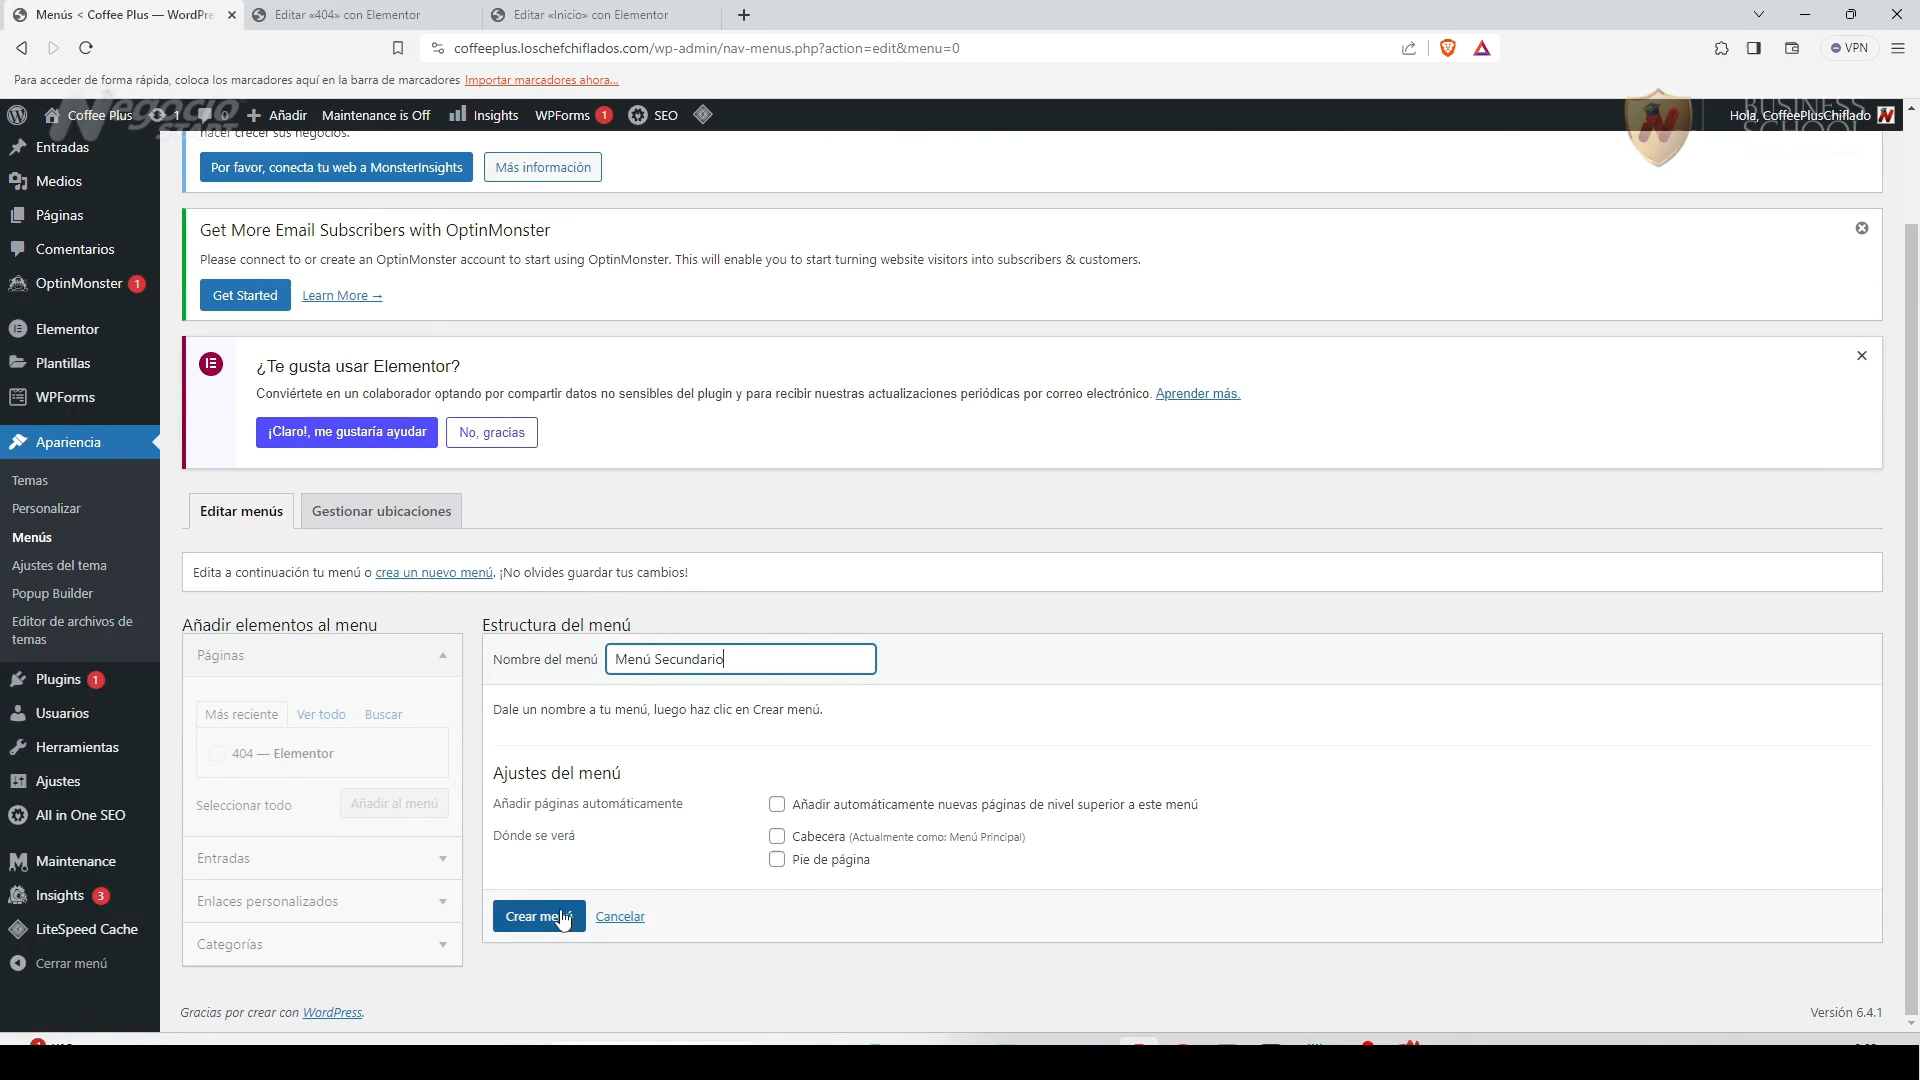 Menús < Coffee Plus — WordPre
Editar «404» con Elementor
Editar «Inicio» con Elementor
coffeeplus.loschefchiflados.com/wp-admin/nav-menus.php?action=edit&menu=0
VPN
Para acceder de forma rápida, coloca los marcadores aquí en la barra de marcadores Importar marcadores ahora...
Negocio
START
BUSINESS
SCHOOL
Coffee Plus
1
0
Añadir
Maintenance is Off
Insights
WPForms 1
SEO
Hola, CoffeePlusChiflado
hacer crecer sus negocios.
Por favor, conecta tu web a MonsterInsights
Más información
Get More Email Subscribers with OptinMonster
Please connect to or create an OptinMonster account to start using OptinMonster. This will enable you to start turning website visitors into subscribers & customers.
Get Started
Learn More →
¿Te gusta usar Elementor?
Conviértete en un colaborador optando por compartir datos no sensibles del plugin y para recibir nuestras actualizaciones periódicas por correo electrónico. Aprender más.
¡Claro!, me gustaría ayudar
No, gracias
Entradas
Medios
Páginas
Comentarios
OptinMonster 1
Elementor
Plantillas
WPForms
Apariencia
Temas
Personalizar
Menús
Ajustes del tema
Popup Builder
Editor de archivos de
temas
Plugins 1
Usuarios
Herramientas
Ajustes
All in One SEO
Maintenance
Insights 3
LiteSpeed Cache
Cerrar menú
Editar menús
Gestionar ubicaciones
Edita a continuación tu menú o crea un nuevo menú. ¡No olvides guardar tus cambios!
Añadir elementos al menu
Páginas
Más reciente
Ver todo
Buscar
404 — Elementor
Seleccionar todo
Añadir al menú
Entradas
Enlaces personalizados
Categorías
Estructura del menú
Nombre del menú
Menú Secundario
Dale un nombre a tu menú, luego haz clic en Crear menú.
Ajustes del menú
Añadir páginas automáticamente
Añadir automáticamente nuevas páginas de nivel superior a este menú
Dónde se verá
Cabecera (Actualmente como: Menú Principal)
Pie de página
Crear menú
Cancelar
Gracias por crear con WordPress.
Versión 6.4.1